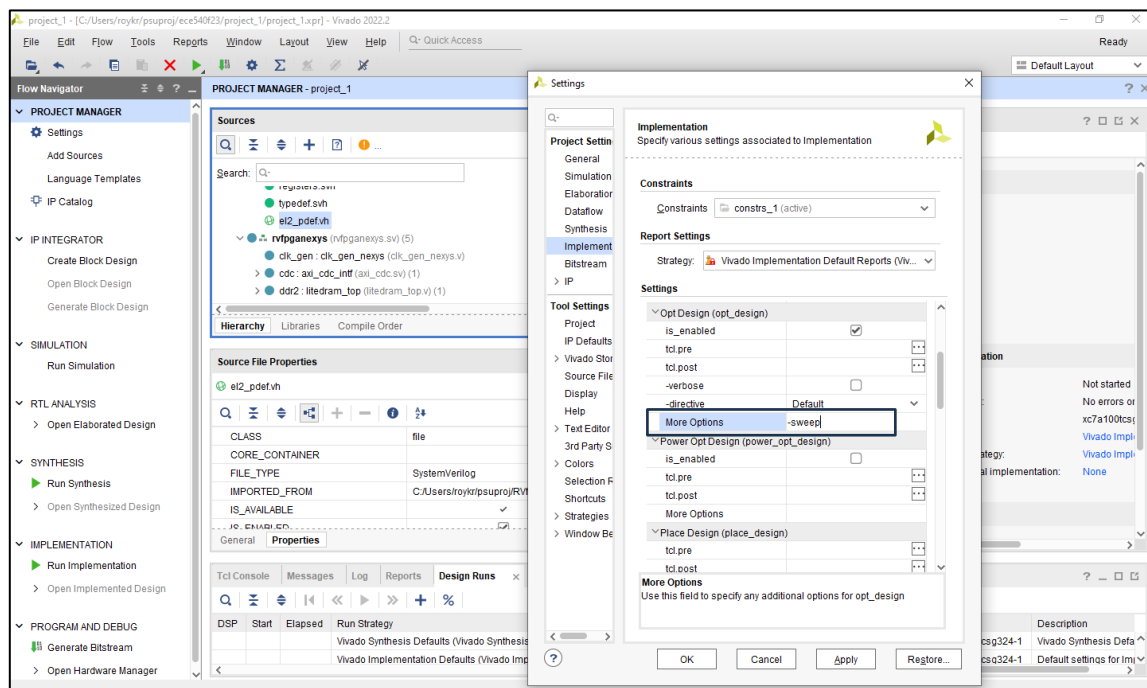 project_1 - [C:/Users/roykr/psuproj/ece540f23/project_1/project_1.xpr] - Vivado 2022.2
File Edit Flow Tools Reports Window Layout View Help Q- Quick Access
Ready
Default Layout
Flow Navigator
PROJECT MANAGER
Settings
Add Sources
Language Templates
IP Catalog
IP INTEGRATOR
Create Block Design
Open Block Design
Generate Block Design
SIMULATION
Run Simulation
RTL ANALYSIS
Open Elaborated Design
SYNTHESIS
Run Synthesis
Open Synthesized Design
IMPLEMENTATION
Run Implementation
Open Implemented Design
PROGRAM AND DEBUG
Generate Bitstream
Open Hardware Manager
PROJECT MANAGER - project_1
Sources
Search:
registers.svh
typedef.svh
el2_pdef.vh
rvfpganexys (rvfpganexys.sv) (5)
clk_gen : clk_gen_nexys (clk_gen_nexys.v)
cdc : axi_cdc_intf (axi_cdc.sv) (1)
ddr2 : litedram_top (litedram_top.v) (1)
Hierarchy Libraries Compile Order
Source File Properties
el2_pdef.vh
CLASS file
CORE_CONTAINER
FILE_TYPE SystemVerilog
IMPORTED_FROM C:/Users/roykr/psuproj/RVf
IS_AVAILABLE
IS_ENABLED
General Properties
Tcl Console Messages Log Reports Design Runs
DSP Start Elapsed Run Strategy
Vivado Synthesis Defaults (Vivado Synthesis
Vivado Implementation Defaults (Vivado Imp
Settings
Project Settin
General
Simulation
Elaboration
Dataflow
Synthesis
Implement
Bitstream
IP
Tool Settings
Project
IP Defaults
Vivado Stor
Source File
Display
Help
Text Editor
3rd Party S
Colors
Selection R
Shortcuts
Strategies
Window Be
Implementation
Specify various settings associated to Implementation
Constraints
Constraints constrs_1 (active)
Report Settings
Strategy: Vivado Implementation Default Reports (Viv...
Settings
Opt Design (opt_design)
is_enabled
tcl.pre
tcl.post
-verbose
-directive Default
More Options -sweep
Power Opt Design (power_opt_design)
is_enabled
tcl.pre
tcl.post
More Options
Place Design (place_design)
tcl.pre
tcl.post
More Options
Use this field to specify any additional options for opt_design
OK Cancel Apply Restore...
ation
Not started
No errors or
xc7a100tcsg
Vivado Imple
ategy: Vivado Imple
al implementation: None
Description
csg324-1 Vivado Synthesis Defa
csg324-1 Default settings for Im